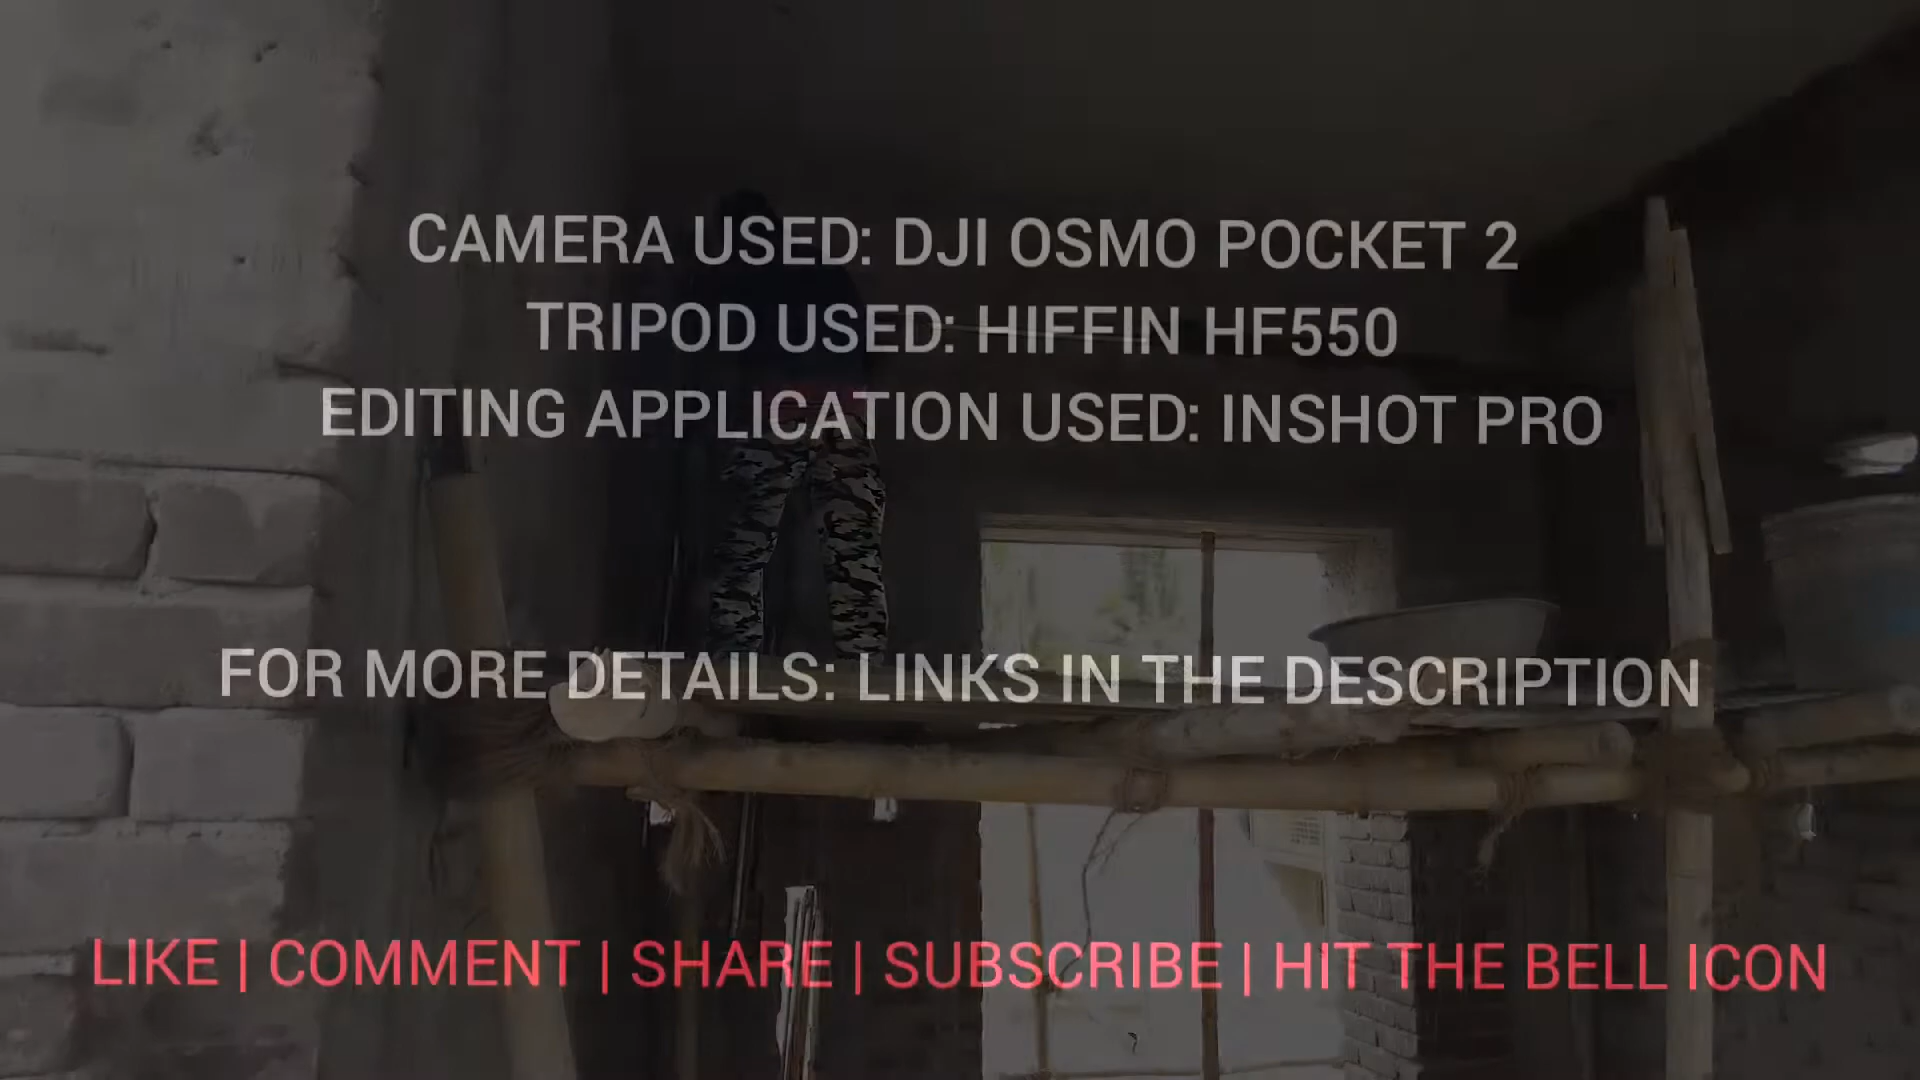 CAMERA USED: DJI OSMO POCKET 2
TRIPOD USED: HIFFIN HF550
EDITING APPLICATION USED: INSHOT PRO
FOR MORE DETAILS: LINKS IN THE DESCRIPTION
LIKE | COMMENT | SHARE | SUBSCRIBE | HIT THE BELL ICON